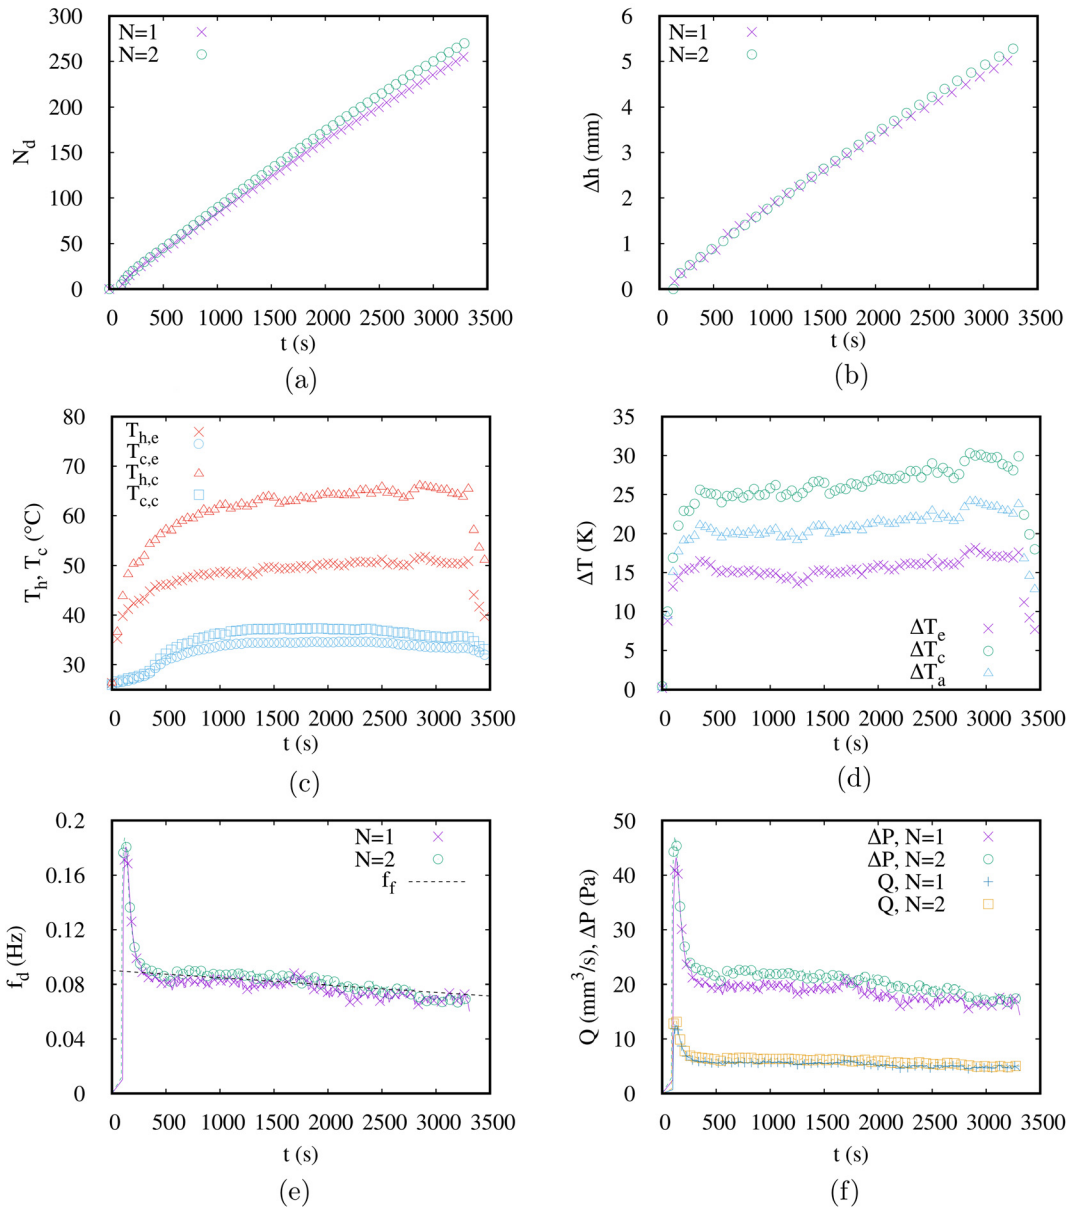 300
250
200
150
100
50
0
N_d
N=1
N=2
0 500 1000 1500 2000 2500 3000 3500
t (s)
(a)
6
5
4
3
2
1
0
Δh (mm)
N=1
N=2
0 500 1000 1500 2000 2500 3000 3500
t (s)
(b)
80
70
60
50
40
30
T_h, T_c (°C)
T_h,e
T_c,e
T_h,c
T_c,c
0 500 1000 1500 2000 2500 3000 3500
t (s)
(c)
35
30
25
20
15
10
5
0
ΔT (K)
ΔT_e
ΔT_c
ΔT_a
0 500 1000 1500 2000 2500 3000 3500
t (s)
(d)
0.2
0.16
0.12
0.08
0.04
0
f_d (Hz)
N=1
N=2
f_f
0 500 1000 1500 2000 2500 3000 3500
t (s)
(e)
50
40
30
20
10
0
Q (mm³/s), ΔP (Pa)
ΔP, N=1
ΔP, N=2
Q, N=1
Q, N=2
0 500 1000 1500 2000 2500 3000 3500
t (s)
(f)